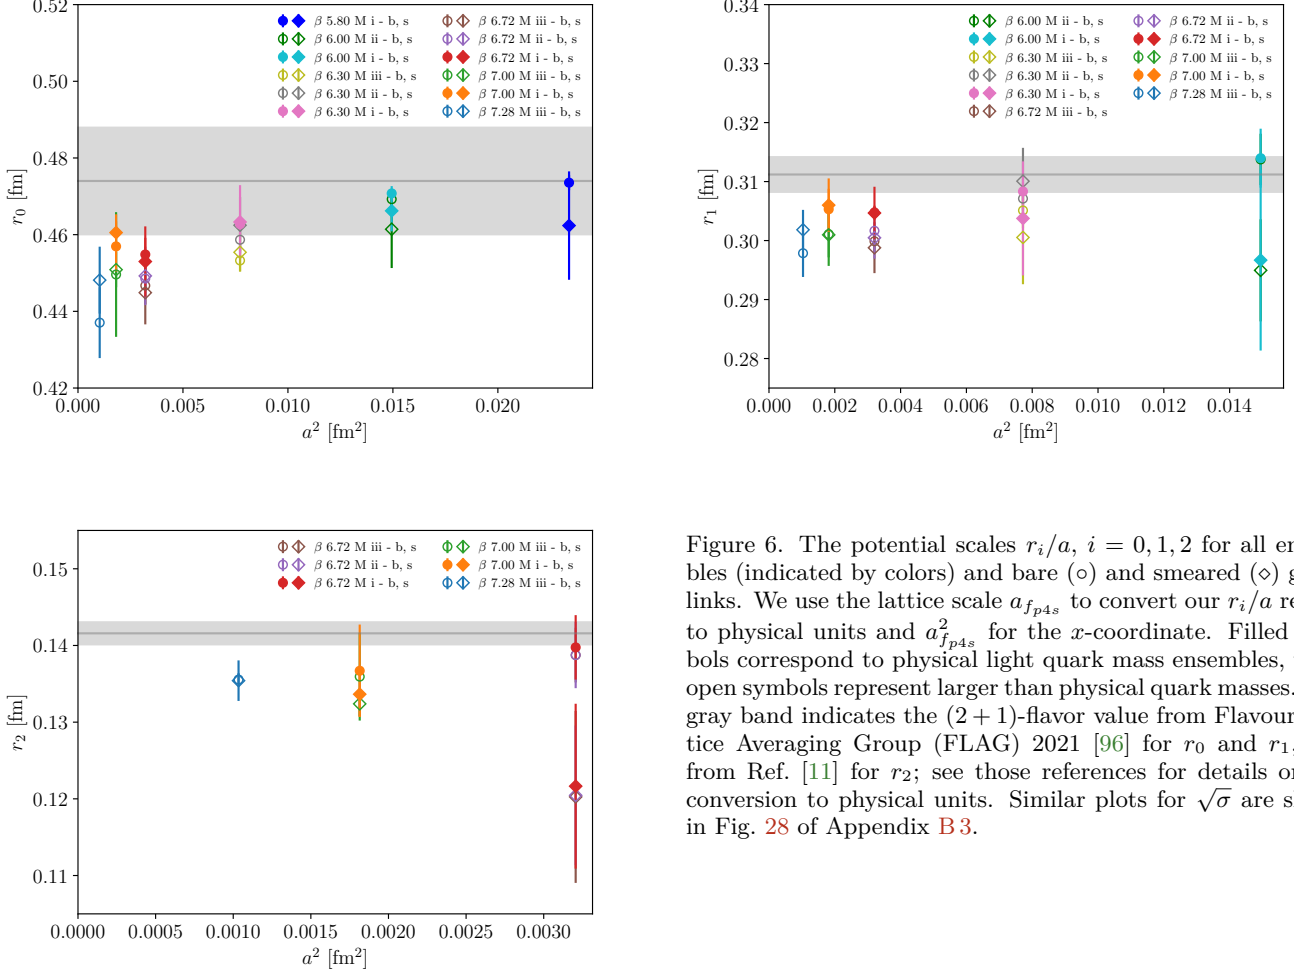 0.52
0.50
0.48
0.46
0.44
0.42
r0 [fm]
β 5.80 M i - b, s
β 6.00 M ii - b, s
β 6.00 M i - b, s
β 6.30 M iii - b, s
β 6.30 M ii - b, s
β 6.30 M i - b, s
β 6.72 M iii - b, s
β 6.72 M ii - b, s
β 6.72 M i - b, s
β 7.00 M iii - b, s
β 7.00 M i - b, s
β 7.28 M iii - b, s
0.000 0.005 0.010 0.015 0.020
a² [fm²]
0.34
0.33
0.32
0.31
0.30
0.29
0.28
r1 [fm]
β 6.00 M ii - b, s
β 6.00 M i - b, s
β 6.30 M iii - b, s
β 6.30 M ii - b, s
β 6.30 M i - b, s
β 6.72 M iii - b, s
β 6.72 M ii - b, s
β 6.72 M i - b, s
β 7.00 M iii - b, s
β 7.00 M i - b, s
β 7.28 M iii - b, s
0.000 0.002 0.004 0.006 0.008 0.010 0.012 0.014
a² [fm²]
0.15
0.14
0.13
0.12
0.11
r2 [fm]
β 6.72 M iii - b, s
β 6.72 M ii - b, s
β 6.72 M i - b, s
β 7.00 M iii - b, s
β 7.00 M i - b, s
β 7.28 M iii - b, s
0.0000 0.0005 0.0010 0.0015 0.0020 0.0025 0.0030
a² [fm²]
Figure 6. The potential scales r_i/a, i = 0, 1, 2 for all en
bles (indicated by colors) and bare (○) and smeared (◇) g
links. We use the lattice scale a_{f_{p4s}} to convert our r_i/a re
to physical units and a²_{f_{p4s}} for the x-coordinate. Filled
bols correspond to physical light quark mass ensembles,
open symbols represent larger than physical quark masses.
gray band indicates the (2 + 1)-flavor value from Flavour
tice Averaging Group (FLAG) 2021 [96] for r0 and r1,
from Ref. [11] for r2; see those references for details o
conversion to physical units. Similar plots for √σ are s
in Fig. 28 of Appendix B 3.